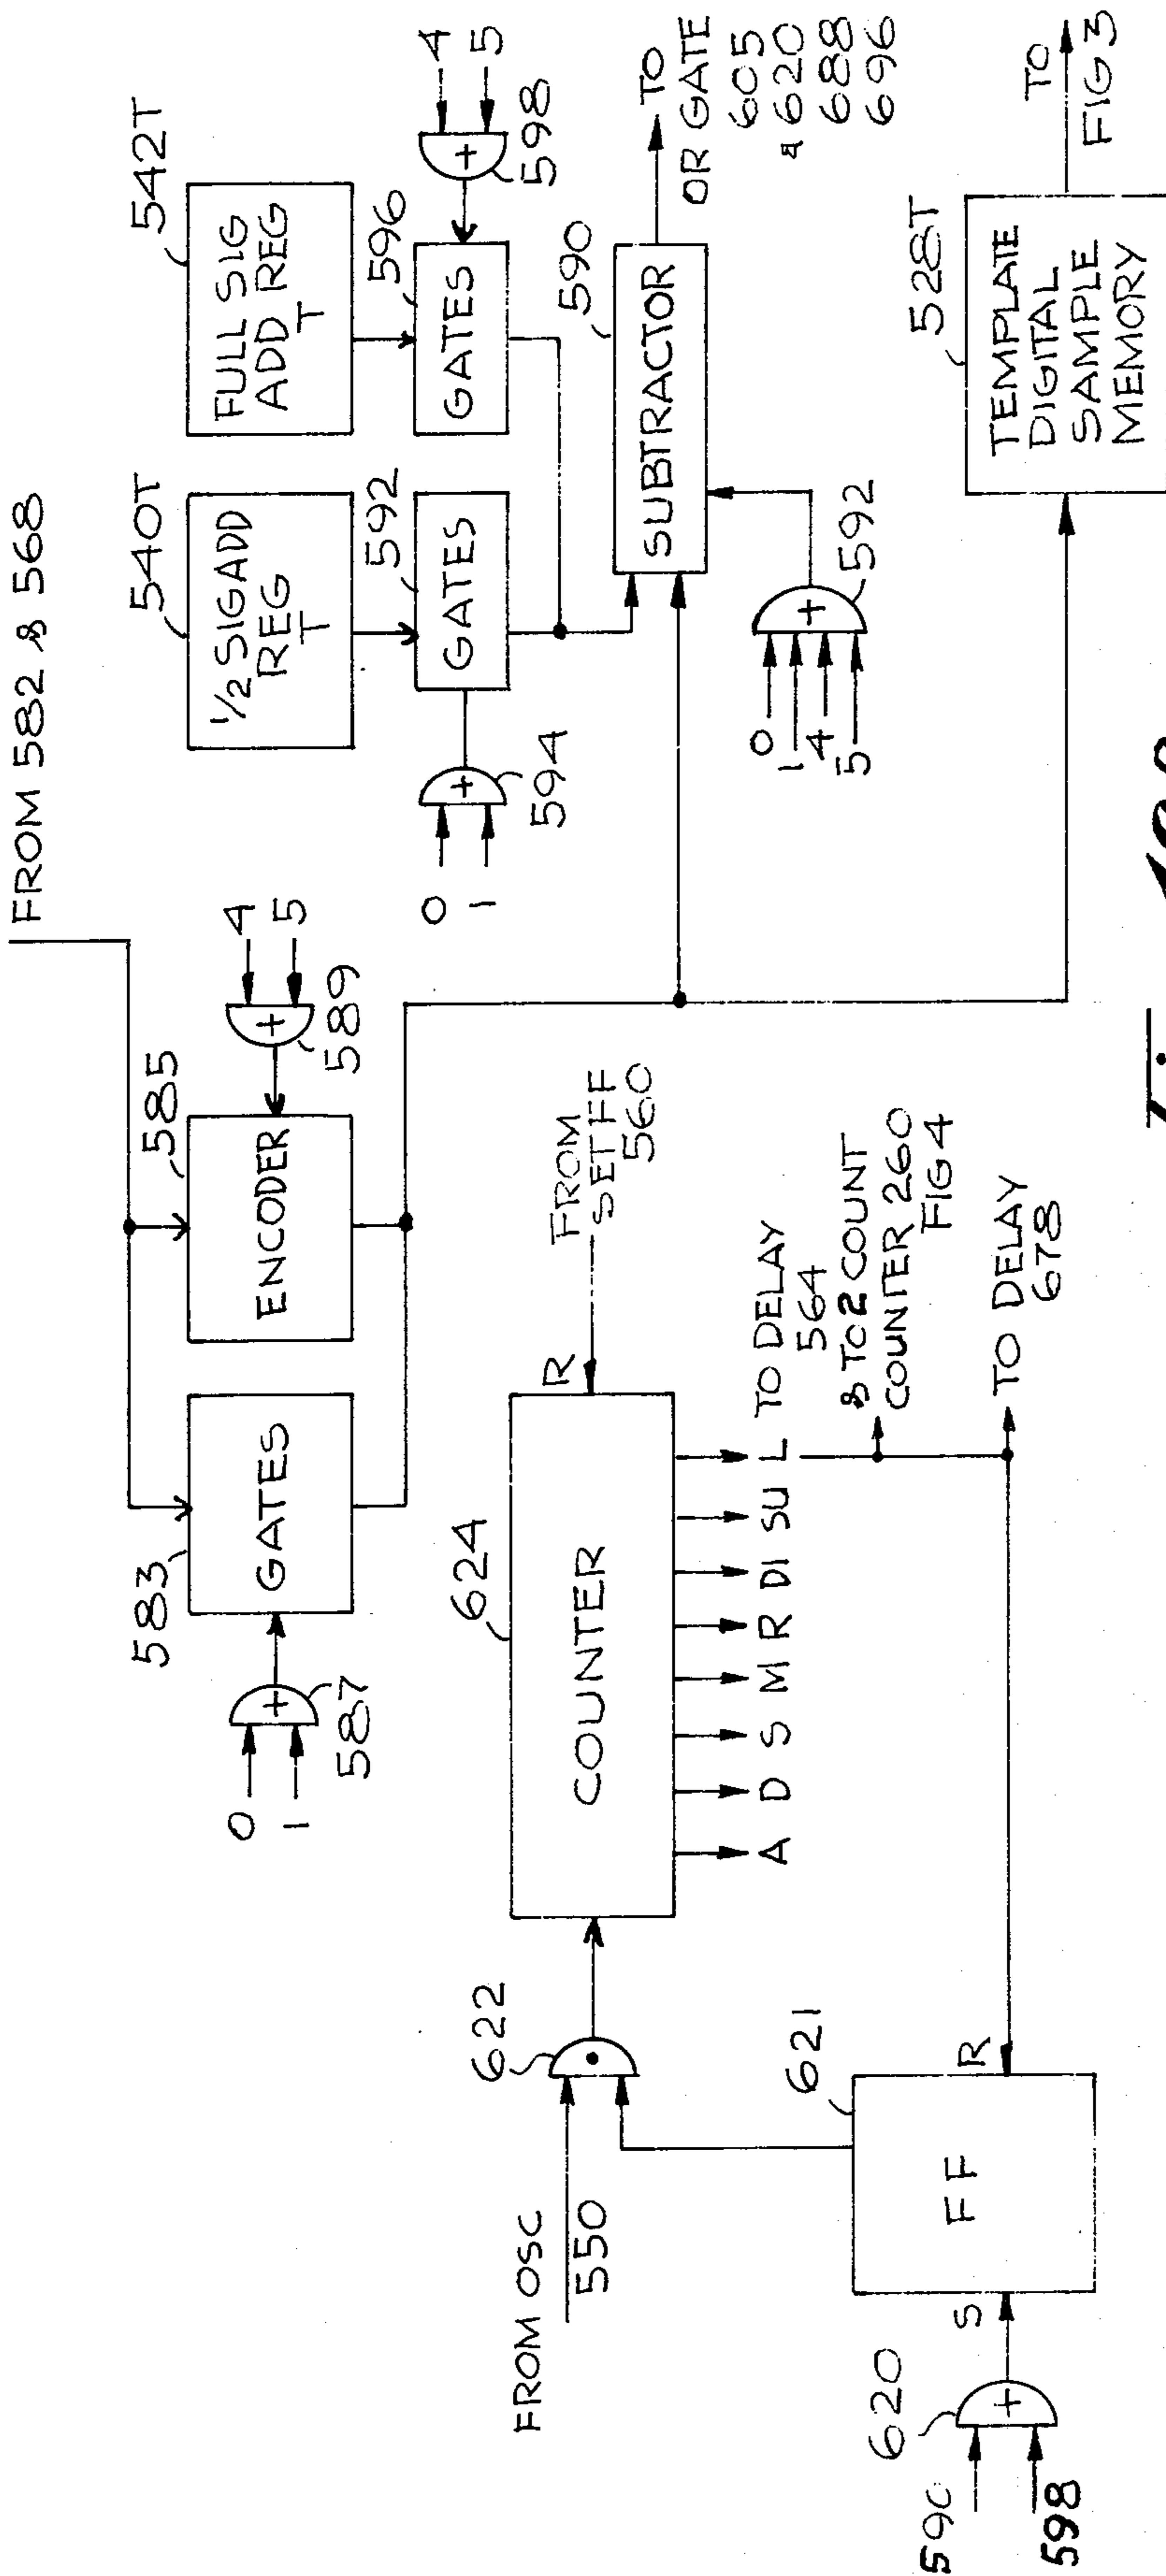 FROM 582 & 568
583
GATES
0
1
587
585
ENCODER
4
5
589
540T
1/2 SIG ADD
REG
T
542T
FULL SIG
ADD REG
T
592
GATES
0
1
594
596
GATES
4
5
598
590
SUBTRACTOR
TO
OR GATE
605
& 620
688
696
0
1
4
5
592
528T
TEMPLATE
DIGITAL
SAMPLE
MEMORY
TO
FIG 3
624
COUNTER
R
FROM
SET FF
560
A D S M R DI SU L
TO DELAY
564
& TO 2 COUNT
COUNTER 260
FIG 4
TO DELAY
678
622
FROM OSC
550
621
FF
S
R
620
590
598